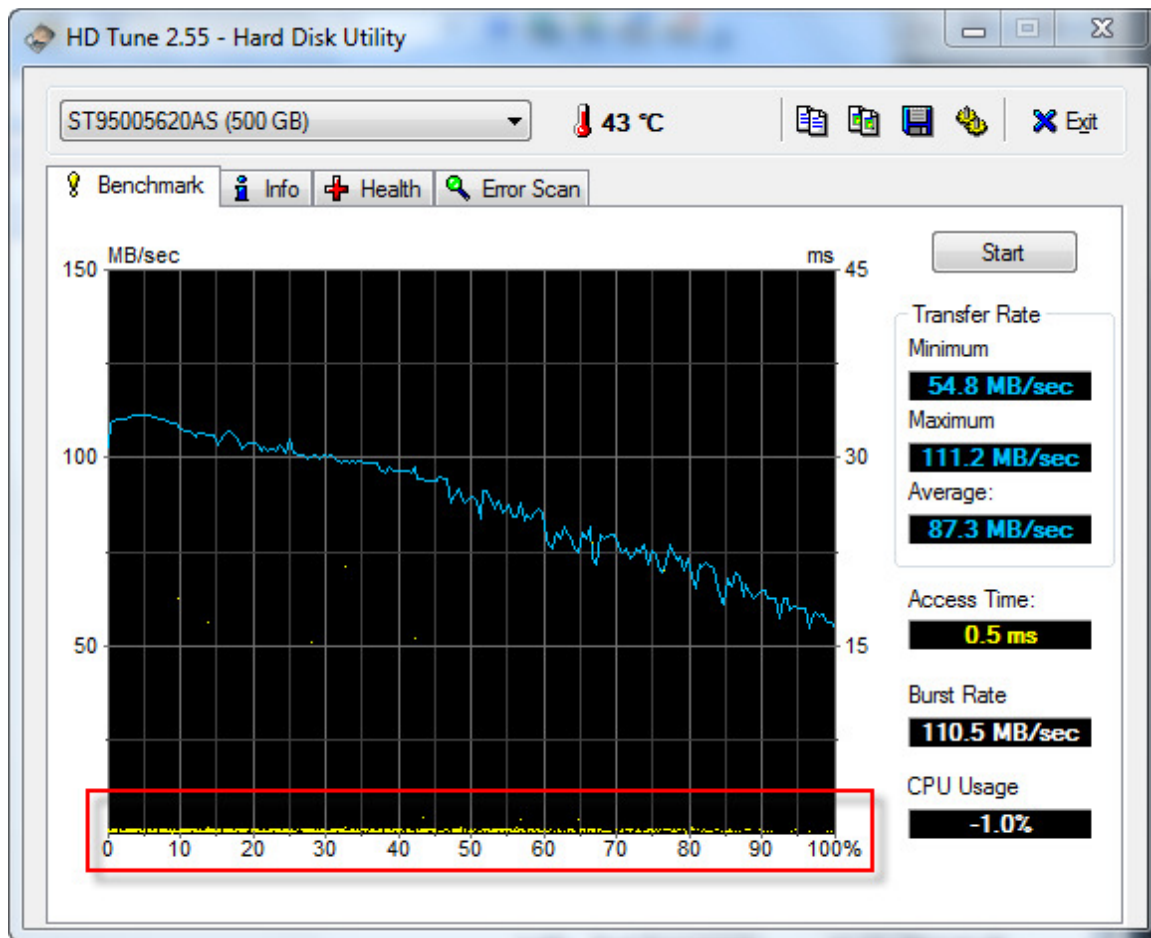 HD Tune 2.55 - Hard Disk Utility
ST95005620AS (500 GB)
43 °C
Exit
Benchmark
Info
Health
Error Scan
MB/sec
ms
150
45
100
30
50
15
0 10 20 30 40 50 60 70 80 90 100%
Start
Transfer Rate
Minimum
54.8 MB/sec
Maximum
111.2 MB/sec
Average:
87.3 MB/sec
Access Time:
0.5 ms
Burst Rate
110.5 MB/sec
CPU Usage
-1.0%